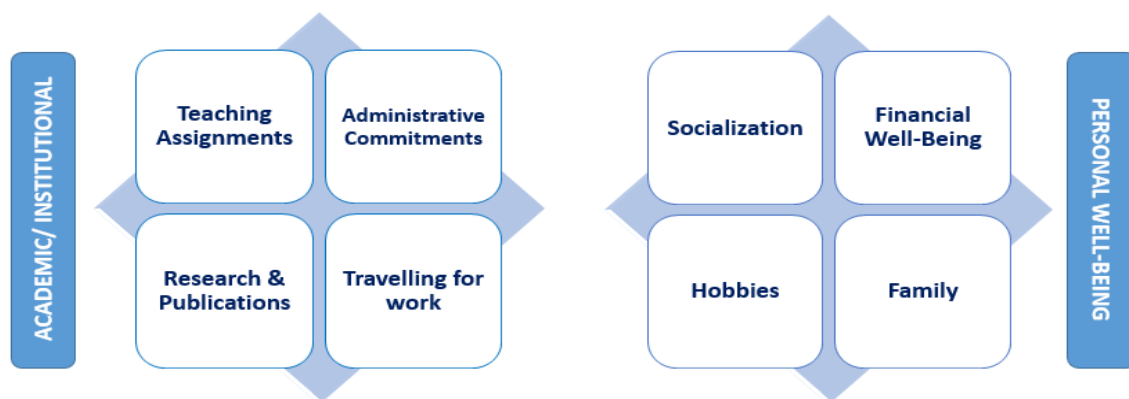 ACADEMIC/ INSTITUTIONAL
Teaching
Assignments
Administrative
Commitments
Research &
Publications
Travelling for
work
Socialization
Financial
Well-Being
Hobbies
Family
PERSONAL WELL-BEING